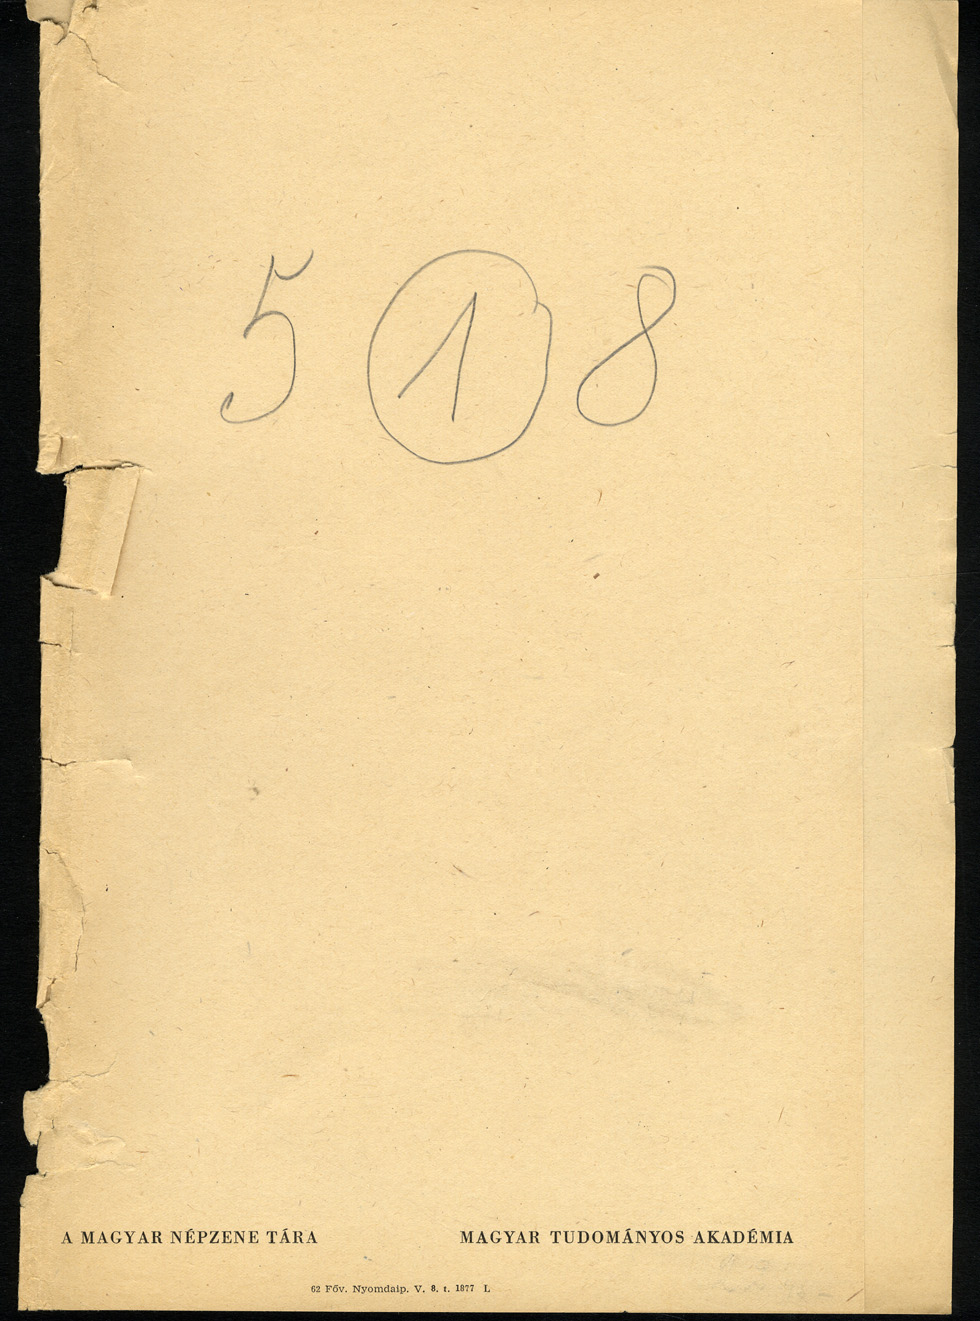 5 1 8
A MAGYAR NÉPZENE TÁRA MAGYAR TUDOMÁNYOS AKADÉMIA
62 Főv. Nyomdaip. V. 8. t. 1877 L